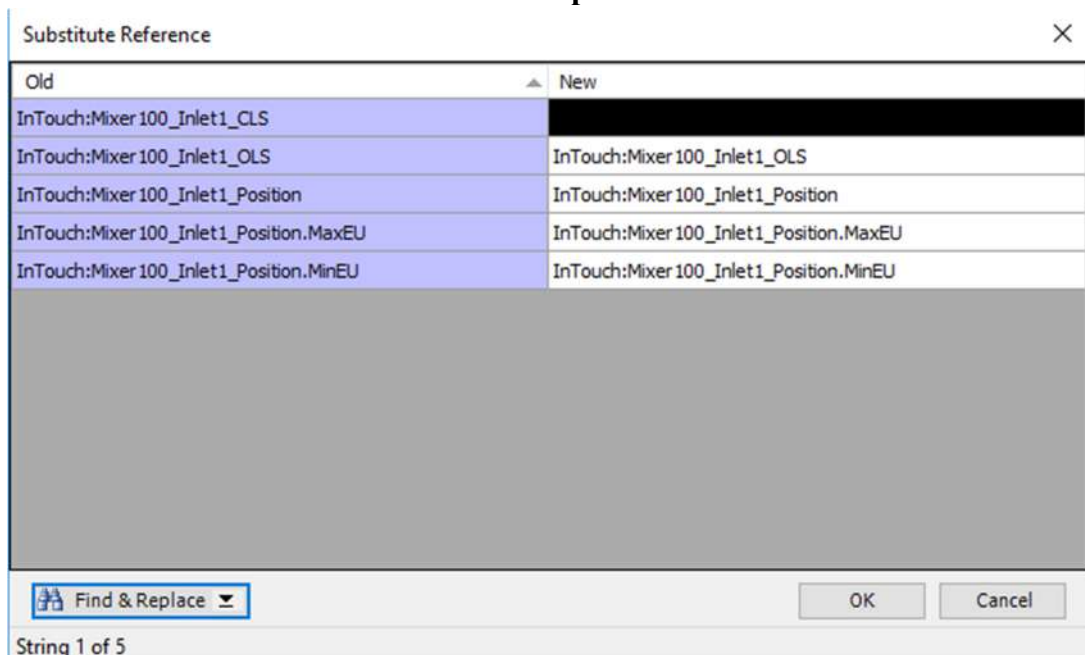 Substitute Reference
Old New
InTouch:Mixer100_Inlet1_CLS
InTouch:Mixer100_Inlet1_OLS InTouch:Mixer100_Inlet1_OLS
InTouch:Mixer100_Inlet1_Position InTouch:Mixer100_Inlet1_Position
InTouch:Mixer100_Inlet1_Position.MaxEU InTouch:Mixer100_Inlet1_Position.MaxEU
InTouch:Mixer100_Inlet1_Position.MinEU InTouch:Mixer100_Inlet1_Position.MinEU
Find & Replace OK Cancel
String 1 of 5